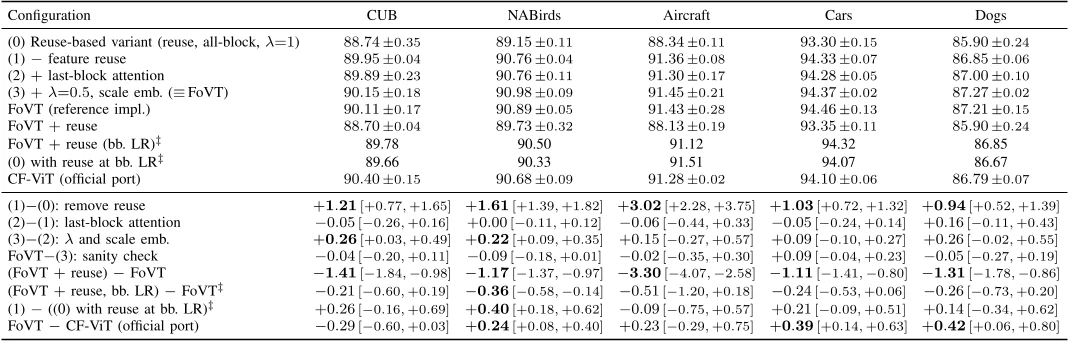 Configuration CUB NABirds Aircraft Cars Dogs
(0) Reuse-based variant (reuse, all-block, λ=1) 88.74 ±0.35 89.15 ±0.11 88.34 ±0.11 93.30 ±0.15 85.90 ±0.24
(1) − feature reuse 89.95 ±0.04 90.76 ±0.04 91.36 ±0.08 94.33 ±0.07 86.85 ±0.06
(2) + last-block attention 89.89 ±0.23 90.76 ±0.11 91.30 ±0.17 94.28 ±0.05 87.00 ±0.10
(3) + λ=0.5, scale emb. (≡FoVT) 90.15 ±0.18 90.98 ±0.09 91.45 ±0.21 94.37 ±0.02 87.27 ±0.02
FoVT (reference impl.) 90.11 ±0.17 90.89 ±0.05 91.43 ±0.28 94.46 ±0.13 87.21 ±0.15
FoVT + reuse 88.70 ±0.04 89.73 ±0.32 88.13 ±0.19 93.35 ±0.11 85.90 ±0.24
FoVT + reuse (bb. LR)‡ 89.78 90.50 91.12 94.32 86.85
(0) with reuse at bb. LR‡ 89.66 90.33 91.51 94.07 86.67
CF-ViT (official port) 90.40 ±0.15 90.68 ±0.09 91.28 ±0.02 94.10 ±0.06 86.79 ±0.07
(1)−(0): remove reuse +1.21 [+0.77, +1.65] +1.61 [+1.39, +1.82] +3.02 [+2.28, +3.75] +1.03 [+0.72, +1.32] +0.94 [+0.52, +1.39]
(2)−(1): last-block attention −0.05 [−0.26, +0.16] +0.00 [−0.11, +0.12] −0.06 [−0.44, +0.33] −0.05 [−0.24, +0.14] +0.16 [−0.11, +0.43]
(3)−(2): λ and scale emb. +0.26 [+0.03, +0.49] +0.22 [+0.09, +0.35] +0.15 [−0.27, +0.57] +0.09 [−0.10, +0.27] +0.26 [−0.02, +0.55]
FoVT−(3): sanity check −0.04 [−0.20, +0.11] −0.09 [−0.18, +0.01] −0.02 [−0.35, +0.30] +0.09 [−0.04, +0.23] −0.05 [−0.27, +0.19]
(FoVT + reuse) − FoVT −1.41 [−1.84, −0.98] −1.17 [−1.37, −0.97] −3.30 [−4.07, −2.58] −1.11 [−1.41, −0.80] −1.31 [−1.78, −0.86]
(FoVT + reuse, bb. LR) − FoVT‡ −0.21 [−0.60, +0.19] −0.36 [−0.58, −0.14] −0.51 [−1.20, +0.18] −0.24 [−0.53, +0.06] −0.26 [−0.73, +0.20]
(1) − ((0) with reuse at bb. LR)‡ +0.26 [−0.16, +0.69] +0.40 [+0.18, +0.62] −0.09 [−0.75, +0.57] +0.21 [−0.09, +0.51] +0.14 [−0.34, +0.62]
FoVT − CF-ViT (official port) −0.29 [−0.60, +0.03] +0.24 [+0.08, +0.40] +0.23 [−0.29, +0.75] +0.39 [+0.14, +0.63] +0.42 [+0.06, +0.80]